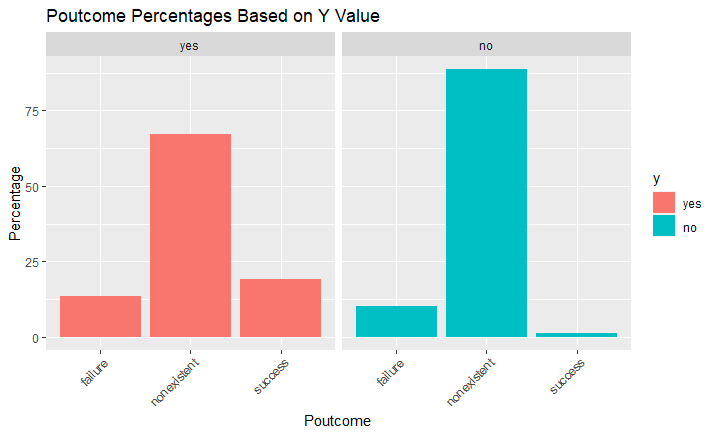 Poutcome Percentages Based on Y Value
yes
no
75
50
25
0
Percentage
failure
nonexistent
success
failure
nonexistent
success
Poutcome
y
yes
no